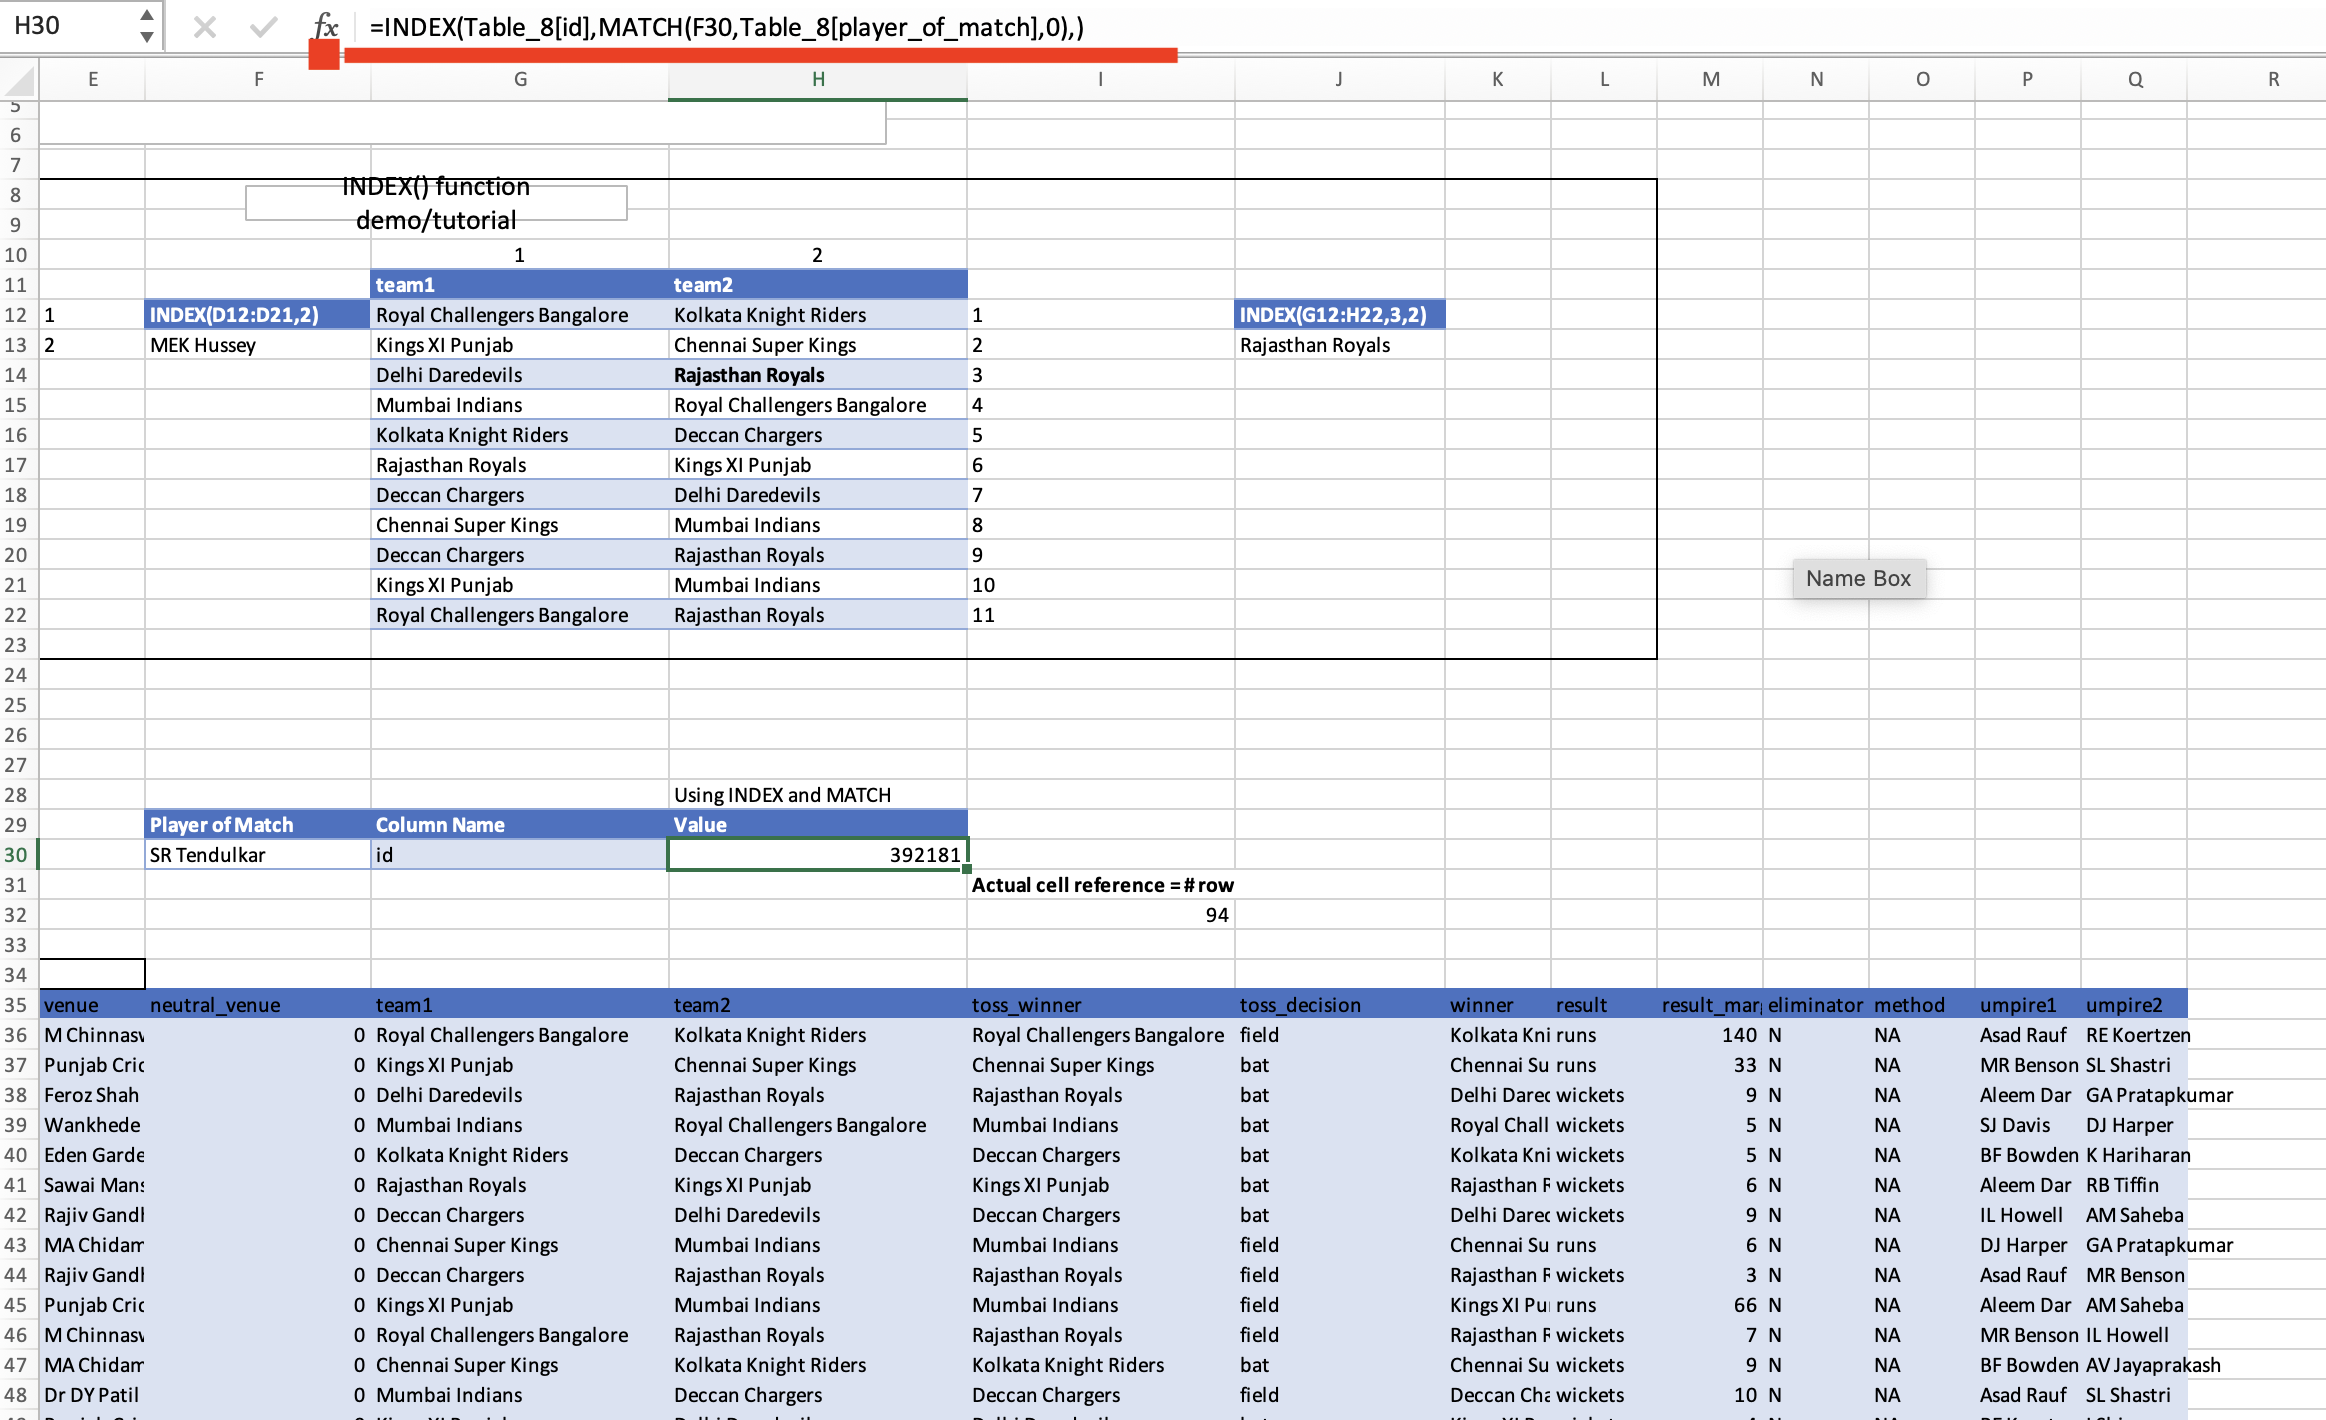 H30 fx =INDEX(Table_8[id],MATCH(F30,Table_8[player_of_match],0),)
E F G H I J K L M N O P Q R
5
6
7
8 INDEX() function
9 demo/tutorial
10 1 2
11 team1 team2
12 1 INDEX(D12:D21,2) Royal Challengers Bangalore Kolkata Knight Riders 1 INDEX(G12:H22,3,2)
13 2 MEK Hussey Kings XI Punjab Chennai Super Kings 2 Rajasthan Royals
14 Delhi Daredevils Rajasthan Royals 3
15 Mumbai Indians Royal Challengers Bangalore 4
16 Kolkata Knight Riders Deccan Chargers 5
17 Rajasthan Royals Kings XI Punjab 6
18 Deccan Chargers Delhi Daredevils 7
19 Chennai Super Kings Mumbai Indians 8
20 Deccan Chargers Rajasthan Royals 9
Name Box
21 Kings XI Punjab Mumbai Indians 10
22 Royal Challengers Bangalore Rajasthan Royals 11
23
24
25
26
27
28 Using INDEX and MATCH
29 Player of Match Column Name Value
30 SR Tendulkar id 392181
31 Actual cell reference = # row
32 94
33
34
35 venue neutral_venue team1 team2 toss_winner toss_decision winner result result_mar eliminator method umpire1 umpire2
36 M Chinnasw 0 Royal Challengers Bangalore Kolkata Knight Riders Royal Challengers Bangalore field Kolkata Kni runs 140 N NA Asad Rauf RE Koertzen
37 Punjab Cric 0 Kings XI Punjab Chennai Super Kings Chennai Super Kings bat Chennai Su runs 33 N NA MR Benson SL Shastri
38 Feroz Shah 0 Delhi Daredevils Rajasthan Royals Rajasthan Royals bat Delhi Dared wickets 9 N NA Aleem Dar GA Pratapkumar
39 Wankhede 0 Mumbai Indians Royal Challengers Bangalore Mumbai Indians bat Royal Chall wickets 5 N NA SJ Davis DJ Harper
40 Eden Garde 0 Kolkata Knight Riders Deccan Chargers Deccan Chargers bat Kolkata Kni wickets 5 N NA BF Bowden K Hariharan
41 Sawai Mans 0 Rajasthan Royals Kings XI Punjab Kings XI Punjab bat Rajasthan R wickets 6 N NA Aleem Dar RB Tiffin
42 Rajiv Gandh 0 Deccan Chargers Delhi Daredevils Deccan Chargers bat Delhi Dared wickets 9 N NA IL Howell AM Saheba
43 MA Chidam 0 Chennai Super Kings Mumbai Indians Mumbai Indians field Chennai Su runs 6 N NA DJ Harper GA Pratapkumar
44 Rajiv Gandh 0 Deccan Chargers Rajasthan Royals Rajasthan Royals field Rajasthan R wickets 3 N NA Asad Rauf MR Benson
45 Punjab Cric 0 Kings XI Punjab Mumbai Indians Mumbai Indians field Kings XI Pu runs 66 N NA Aleem Dar AM Saheba
46 M Chinnasw 0 Royal Challengers Bangalore Rajasthan Royals Rajasthan Royals field Rajasthan R wickets 7 N NA MR Benson IL Howell
47 MA Chidam 0 Chennai Super Kings Kolkata Knight Riders Kolkata Knight Riders bat Chennai Su wickets 9 N NA BF Bowden AV Jayaprakash
48 Dr DY Patil 0 Mumbai Indians Deccan Chargers Deccan Chargers field Deccan Cha wickets 10 N NA Asad Rauf SL Shastri